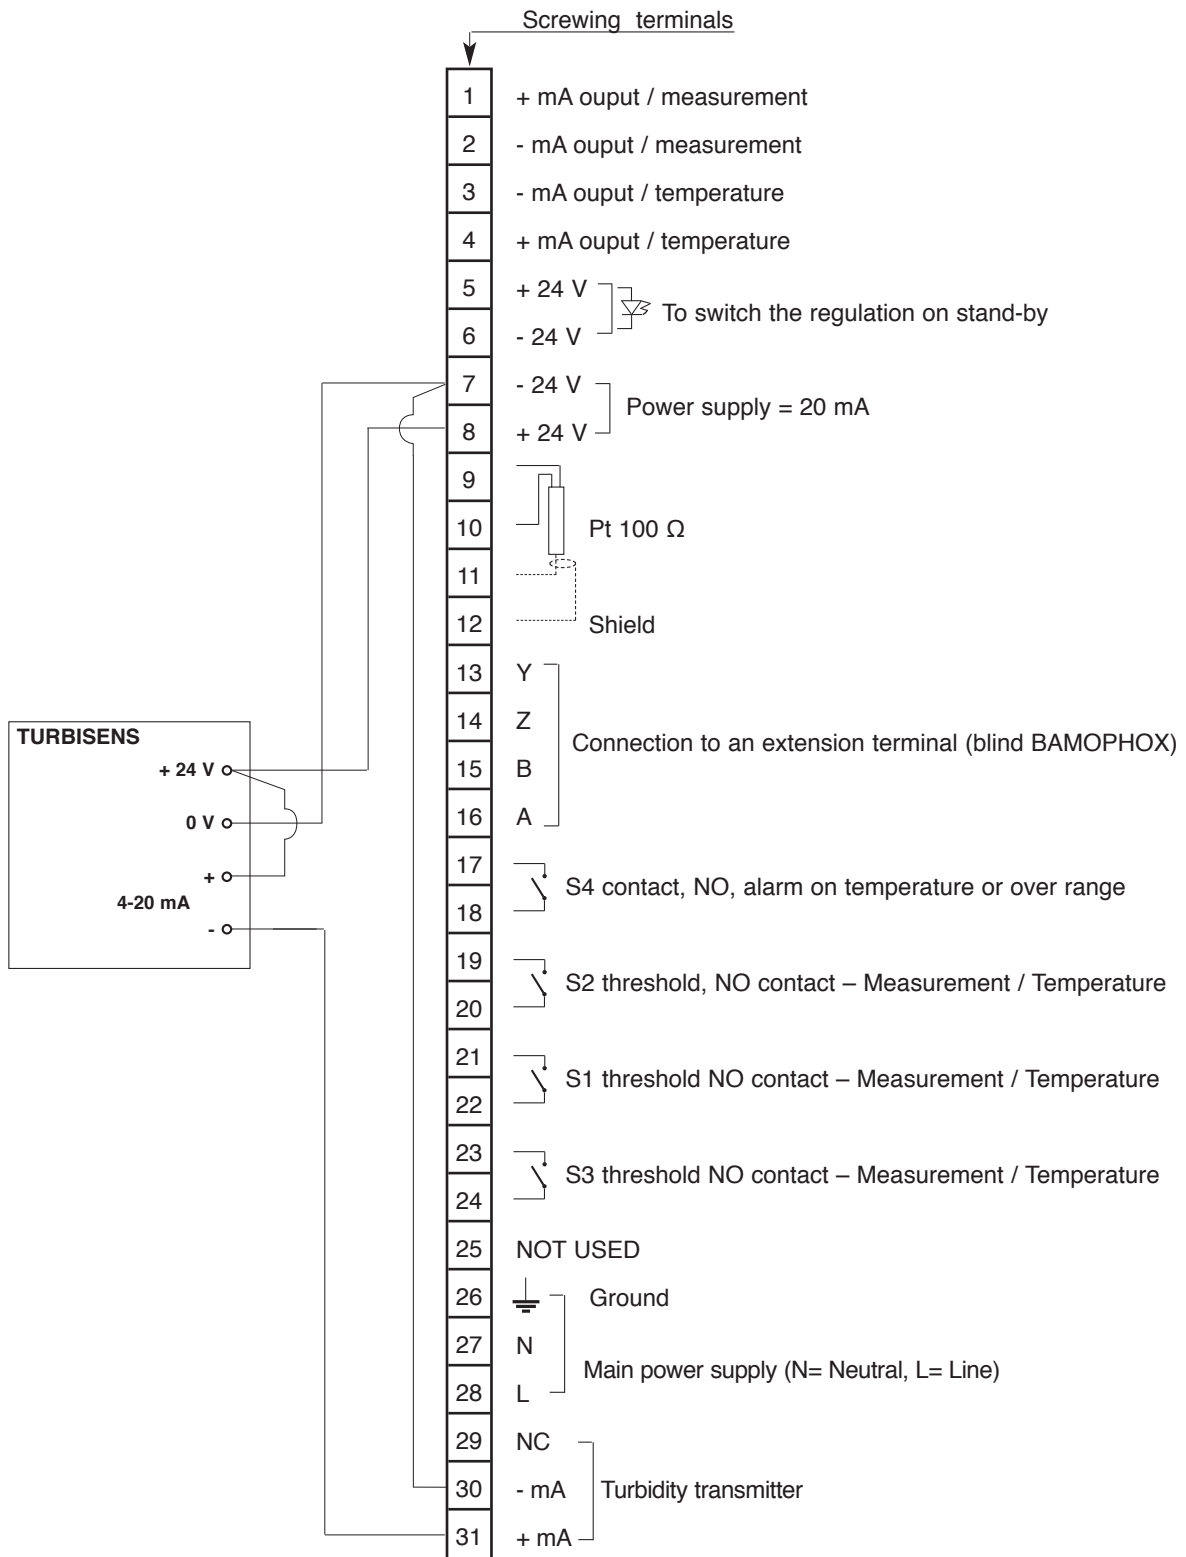 Screwing terminals
1 + mA ouput / measurement
2 - mA ouput / measurement
3 - mA ouput / temperature
4 + mA ouput / temperature
5 + 24 V
To switch the regulation on stand-by
6 - 24 V
7 - 24 V
Power supply = 20 mA
8 + 24 V
9
10 Pt 100 Ω
11
12 Shield
13 Y
14 Z
Connection to an extension terminal (blind BAMOPHOX)
15 B
16 A
17
S4 contact, NO, alarm on temperature or over range
18
19
S2 threshold, NO contact – Measurement / Temperature
20
21
S1 threshold NO contact – Measurement / Temperature
22
23
S3 threshold NO contact – Measurement / Temperature
24
25 NOT USED
26 Ground
27 N
Main power supply (N= Neutral, L= Line)
28 L
29 NC
30 - mA Turbidity transmitter
31 + mA
TURBISENS
+ 24 V
0 V
+
4-20 mA
-